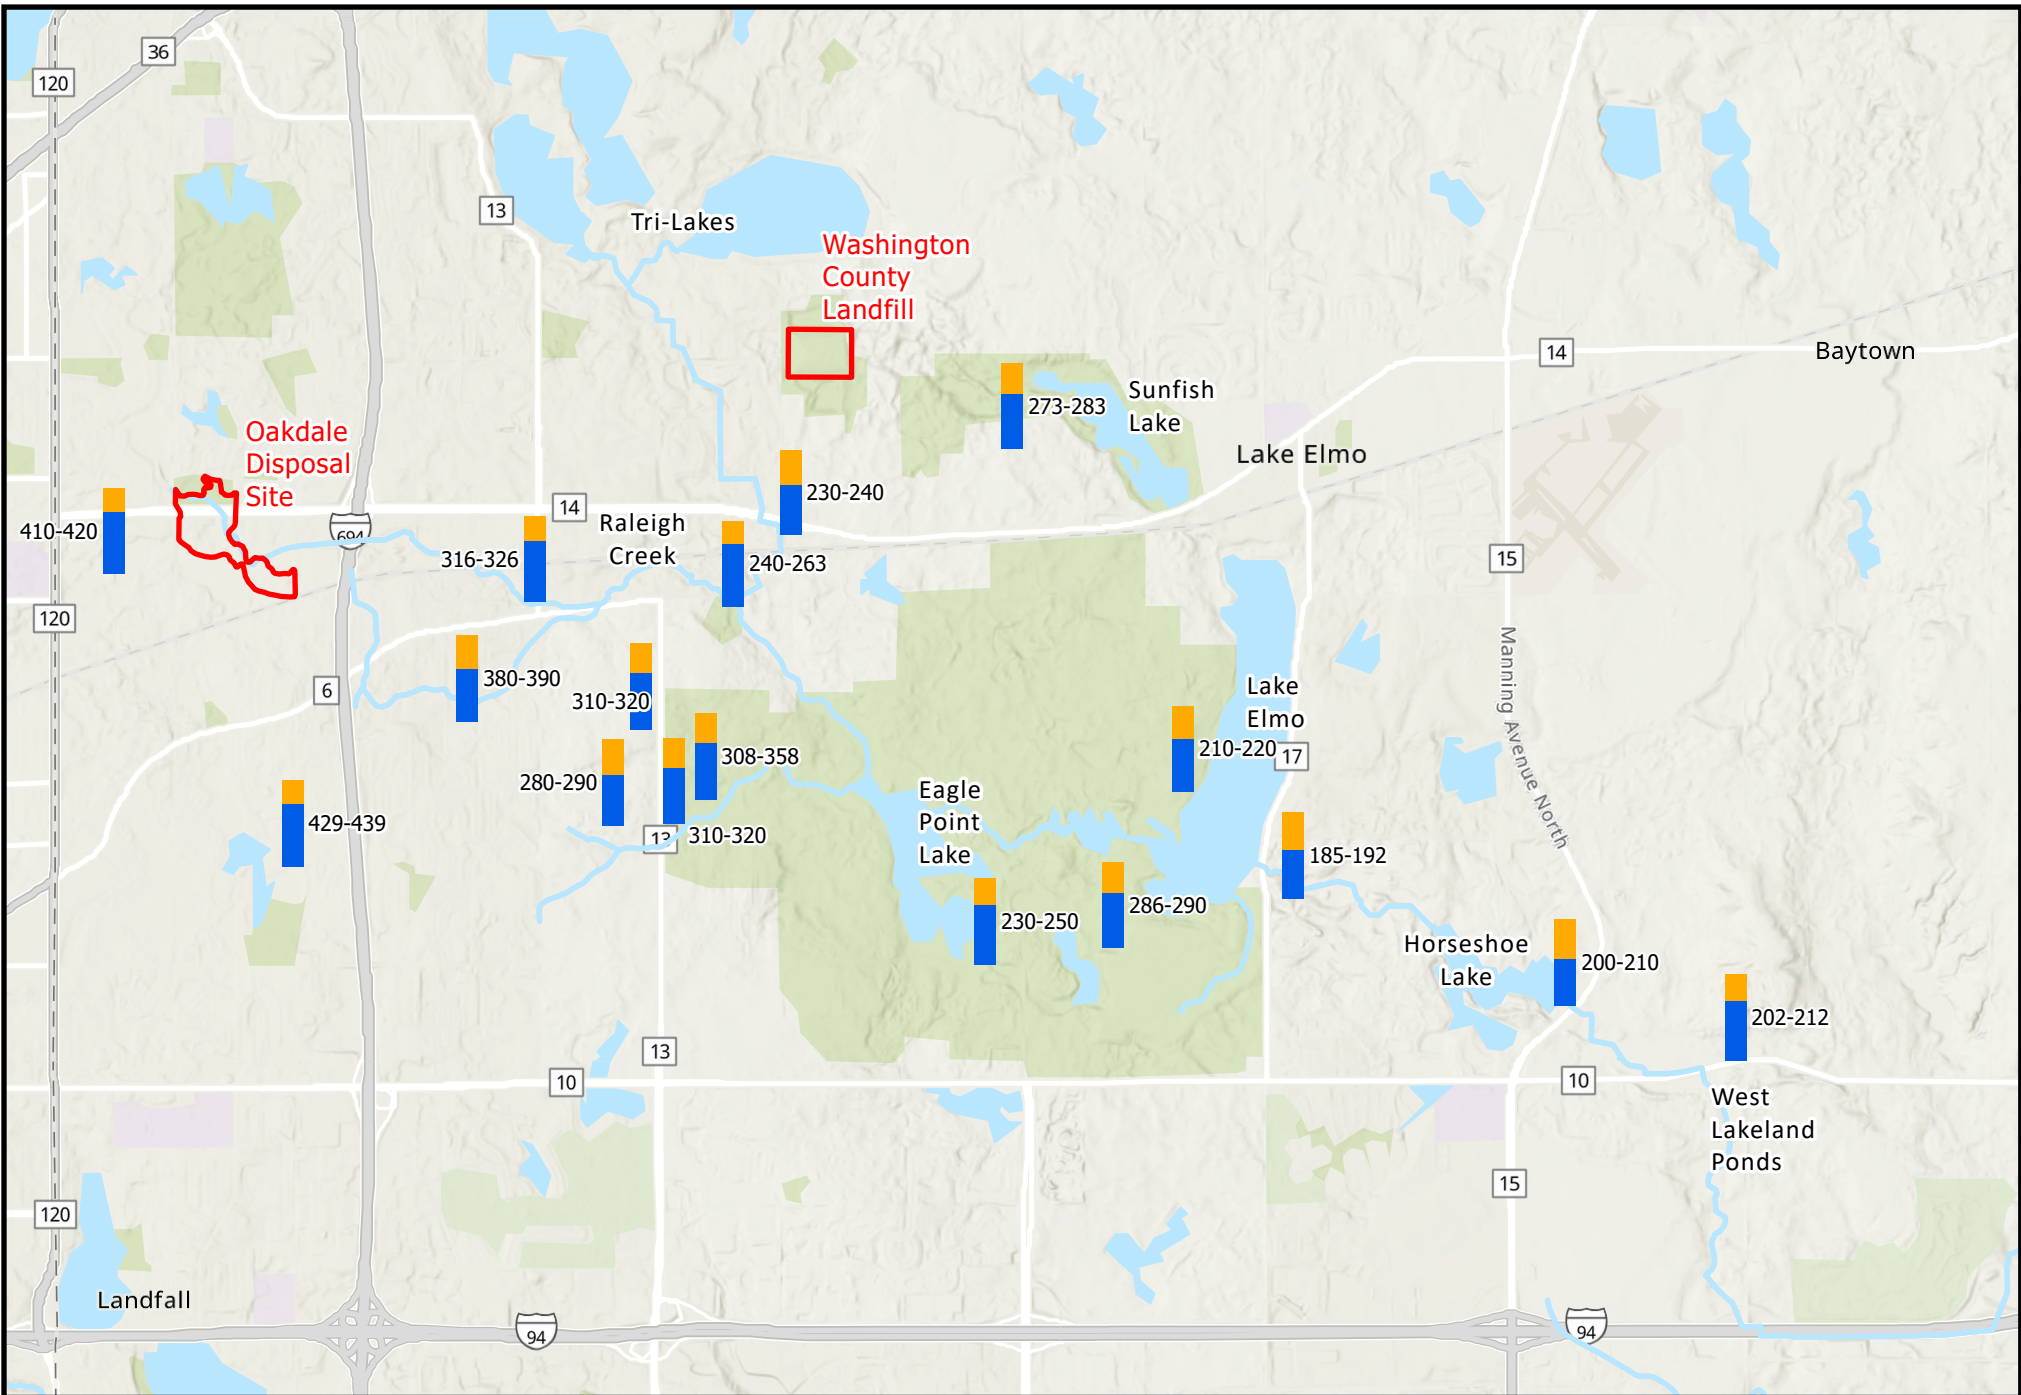 36
120
13
Tri-Lakes
Washington
County
Landfill
14
Baytown
Sunfish
Lake
273-283
Oakdale
Disposal
Site
Lake Elmo
230-240
14
Raleigh
Creek
410-420
694
316-326
240-263
15
120
Manning Avenue North
6
380-390
310-320
Lake
Elmo
210-220
17
308-358
280-290
310-320
13
Eagle
Point
Lake
429-439
185-192
286-290
230-250
Horseshoe
Lake
200-210
202-212
13
10
10
West
Lakeland
Ponds
15
120
Landfall
94
94